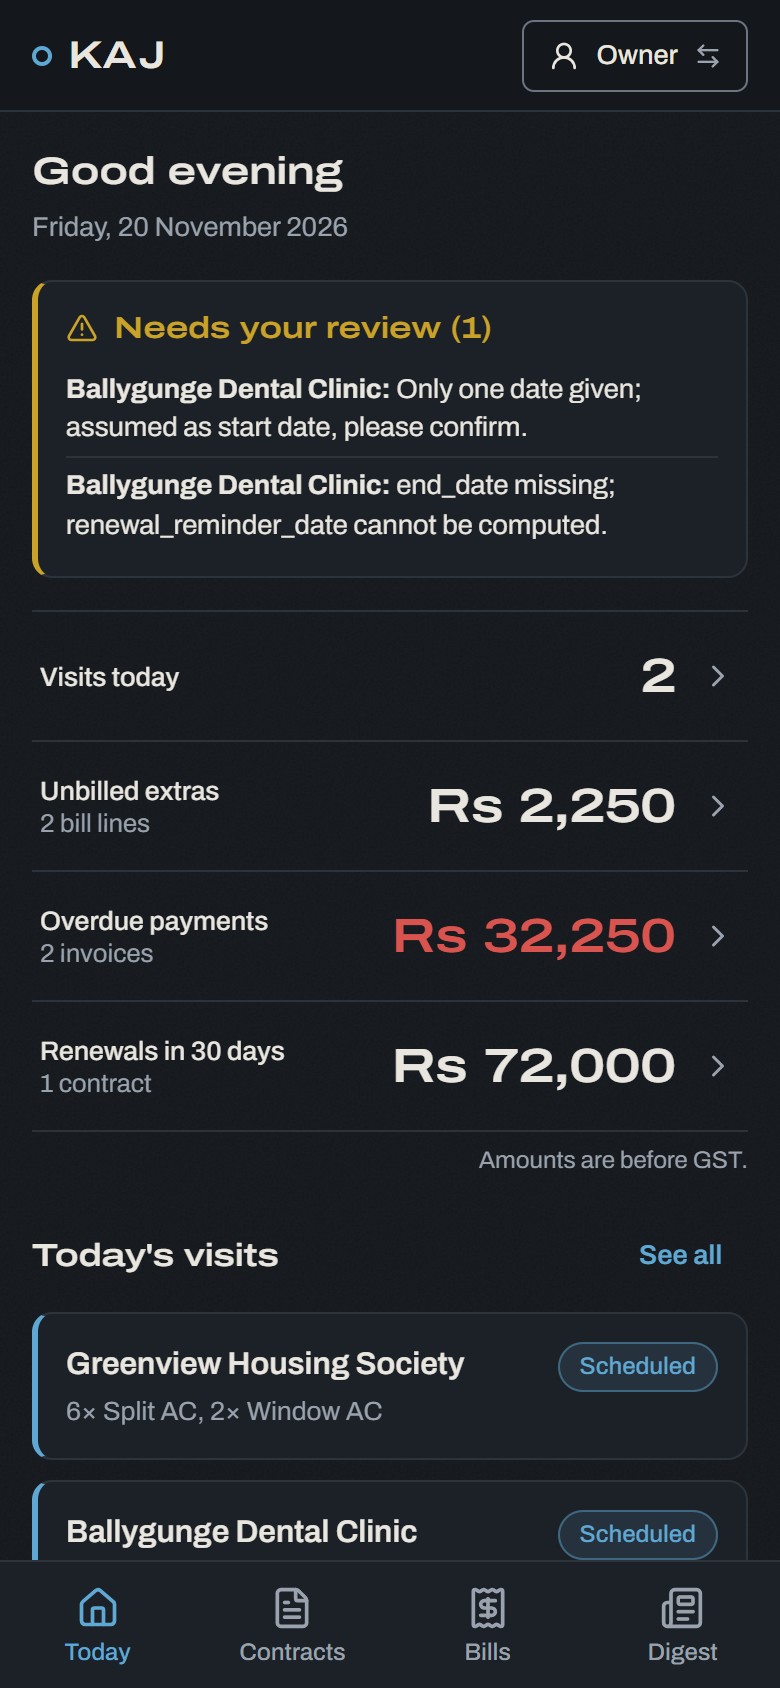 KAJ
Owner
Good evening
Friday, 20 November 2026
Needs your review (1)
Ballygunge Dental Clinic: Only one date given;
assumed as start date, please confirm.
Ballygunge Dental Clinic: end_date missing;
renewal_reminder_date cannot be computed.
Visits today
2
Unbilled extras
2 bill lines
Rs 2,250
Overdue payments
2 invoices
Rs 32,250
Renewals in 30 days
1 contract
Rs 72,000
Amounts are before GST.
Today's visits
See all
Greenview Housing Society
Scheduled
6× Split AC, 2× Window AC
Ballygunge Dental Clinic
Scheduled
Today
Contracts
Bills
Digest